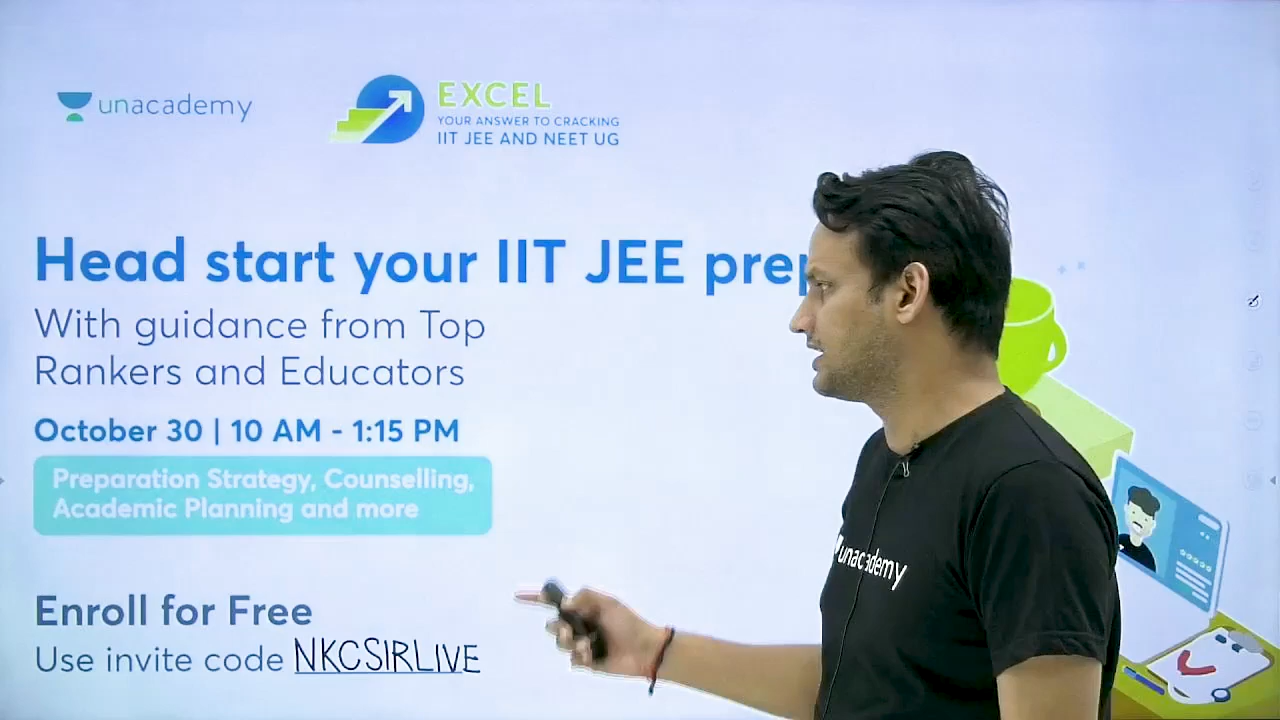 unacademy
EXCEL
YOUR ANSWER TO CRACKING
IIT JEE AND NEET UG
Head start your IIT JEE prep
With guidance from Top
Rankers and Educators
October 30 | 10 AM - 1:15 PM
Preparation Strategy, Counselling,
Academic Planning and more
Enroll for Free
Use invite code NKCSIRLIVE
unacademy